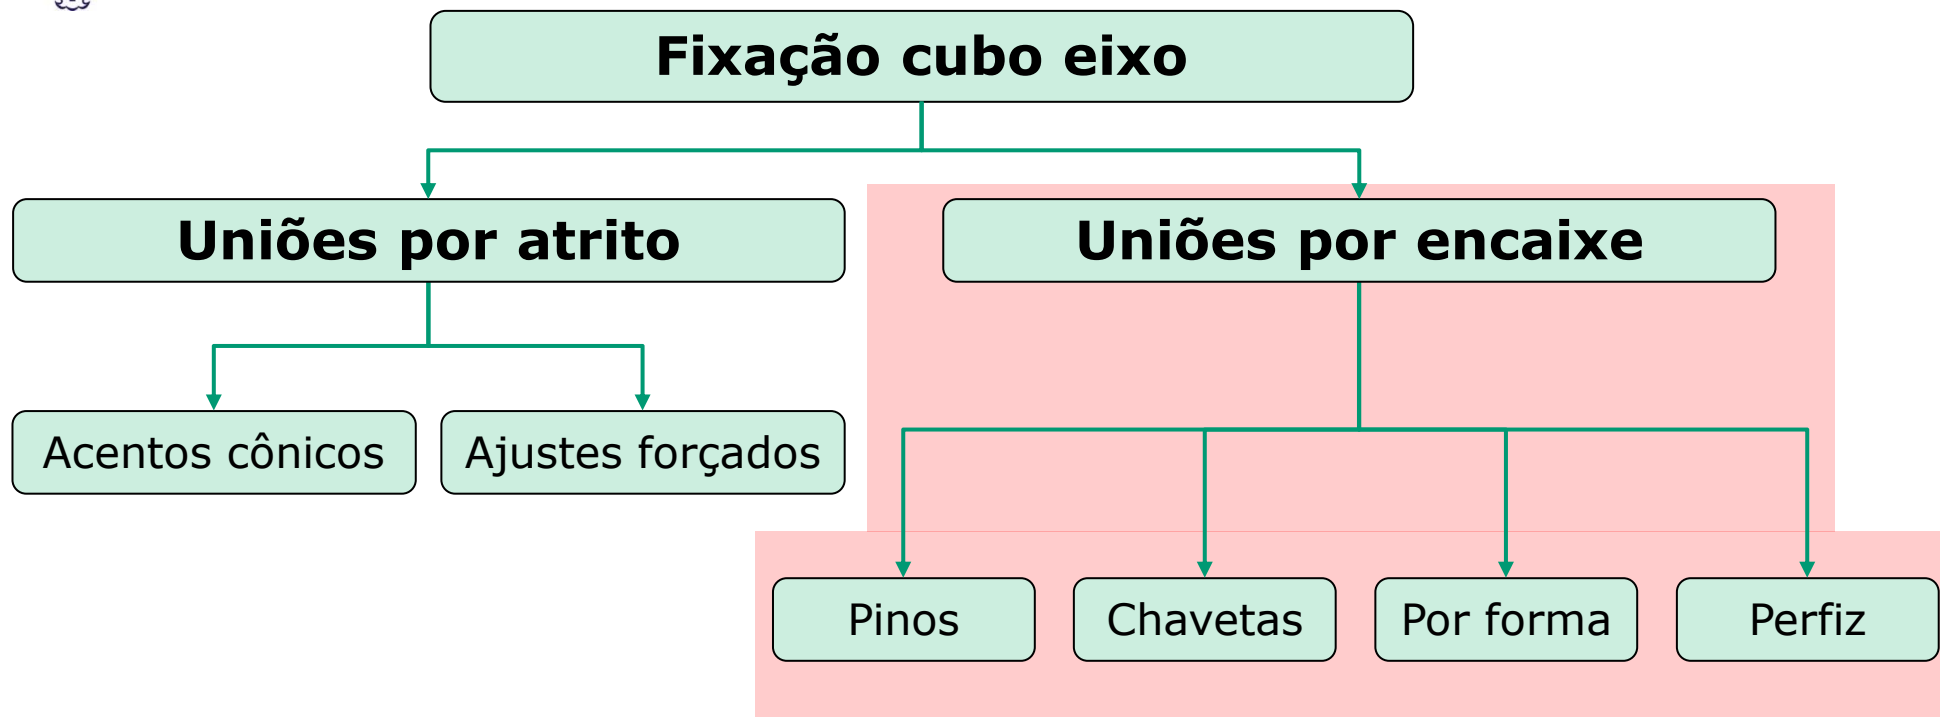 Fixação cubo eixo
Uniões por atrito
Uniões por encaixe
Acentos cônicos
Ajustes forçados
Pinos
Chavetas
Por forma
Perfiz